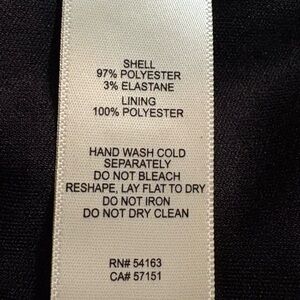 SHELL
97% POLYESTER
3% ELASTANE
LINING
100% POLYESTER
HAND WASH COLD
SEPARATELY
DO NOT BLEACH
RESHAPE, LAY FLAT TO DRY
DO NOT IRON
DO NOT DRY CLEAN
RN# 54163
CA# 57151